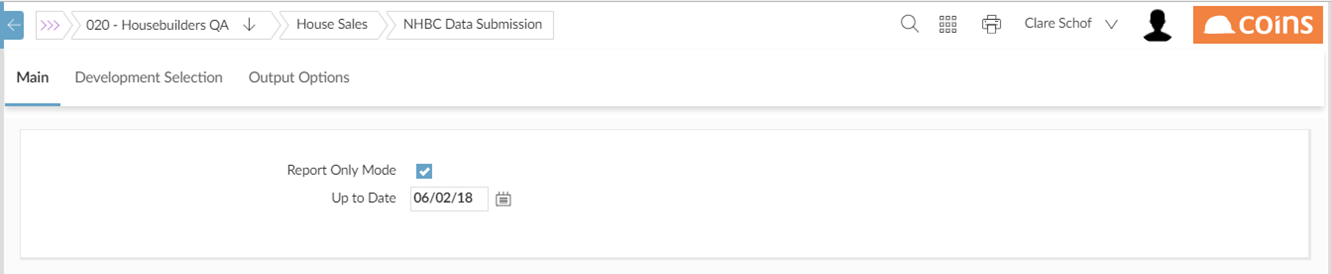 020 - Housebuilders QA House Sales NHBC Data Submission Clare Schof coins
Main Development Selection Output Options
Report Only Mode
Up to Date 06/02/18